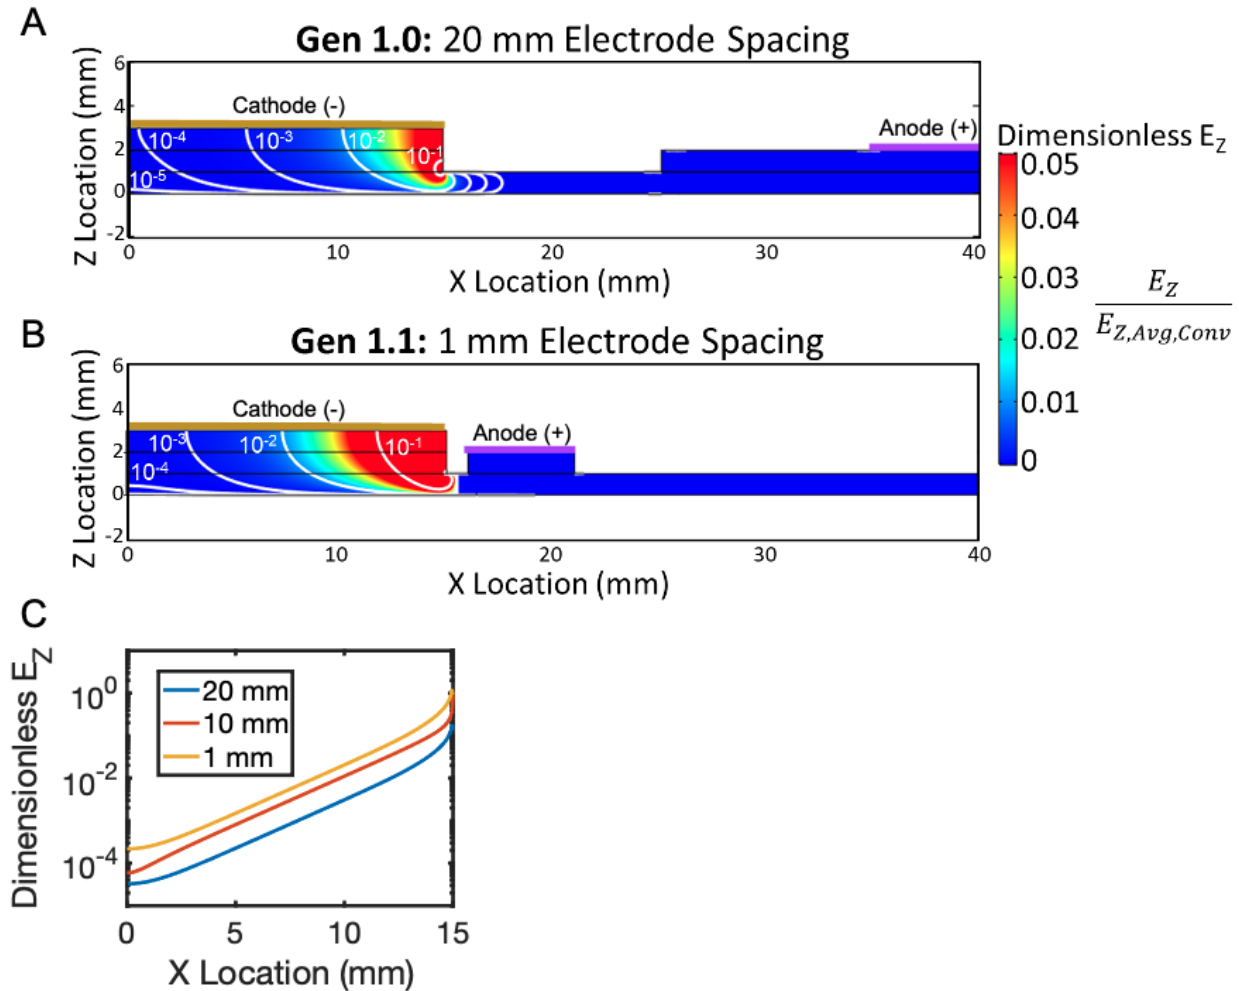 A
Gen 1.0: 20 mm Electrode Spacing
Z Location (mm)
6
4
2
0
-2
Cathode (-)
10⁻⁴
10⁻³
10⁻²
10⁻¹
10⁻⁵
Anode (+)
0
10
20
30
40
X Location (mm)
Dimensionless E_Z
0.05
0.04
0.03
0.02
0.01
0
E_Z
E_Z,Avg,Conv
B
Gen 1.1: 1 mm Electrode Spacing
Z Location (mm)
6
4
2
0
-2
Cathode (-)
10⁻³
10⁻²
10⁻¹
10⁻⁴
Anode (+)
0
10
20
30
40
X Location (mm)
C
Dimensionless E_Z
10⁰
10⁻²
10⁻⁴
20 mm
10 mm
1 mm
0
5
10
15
X Location (mm)